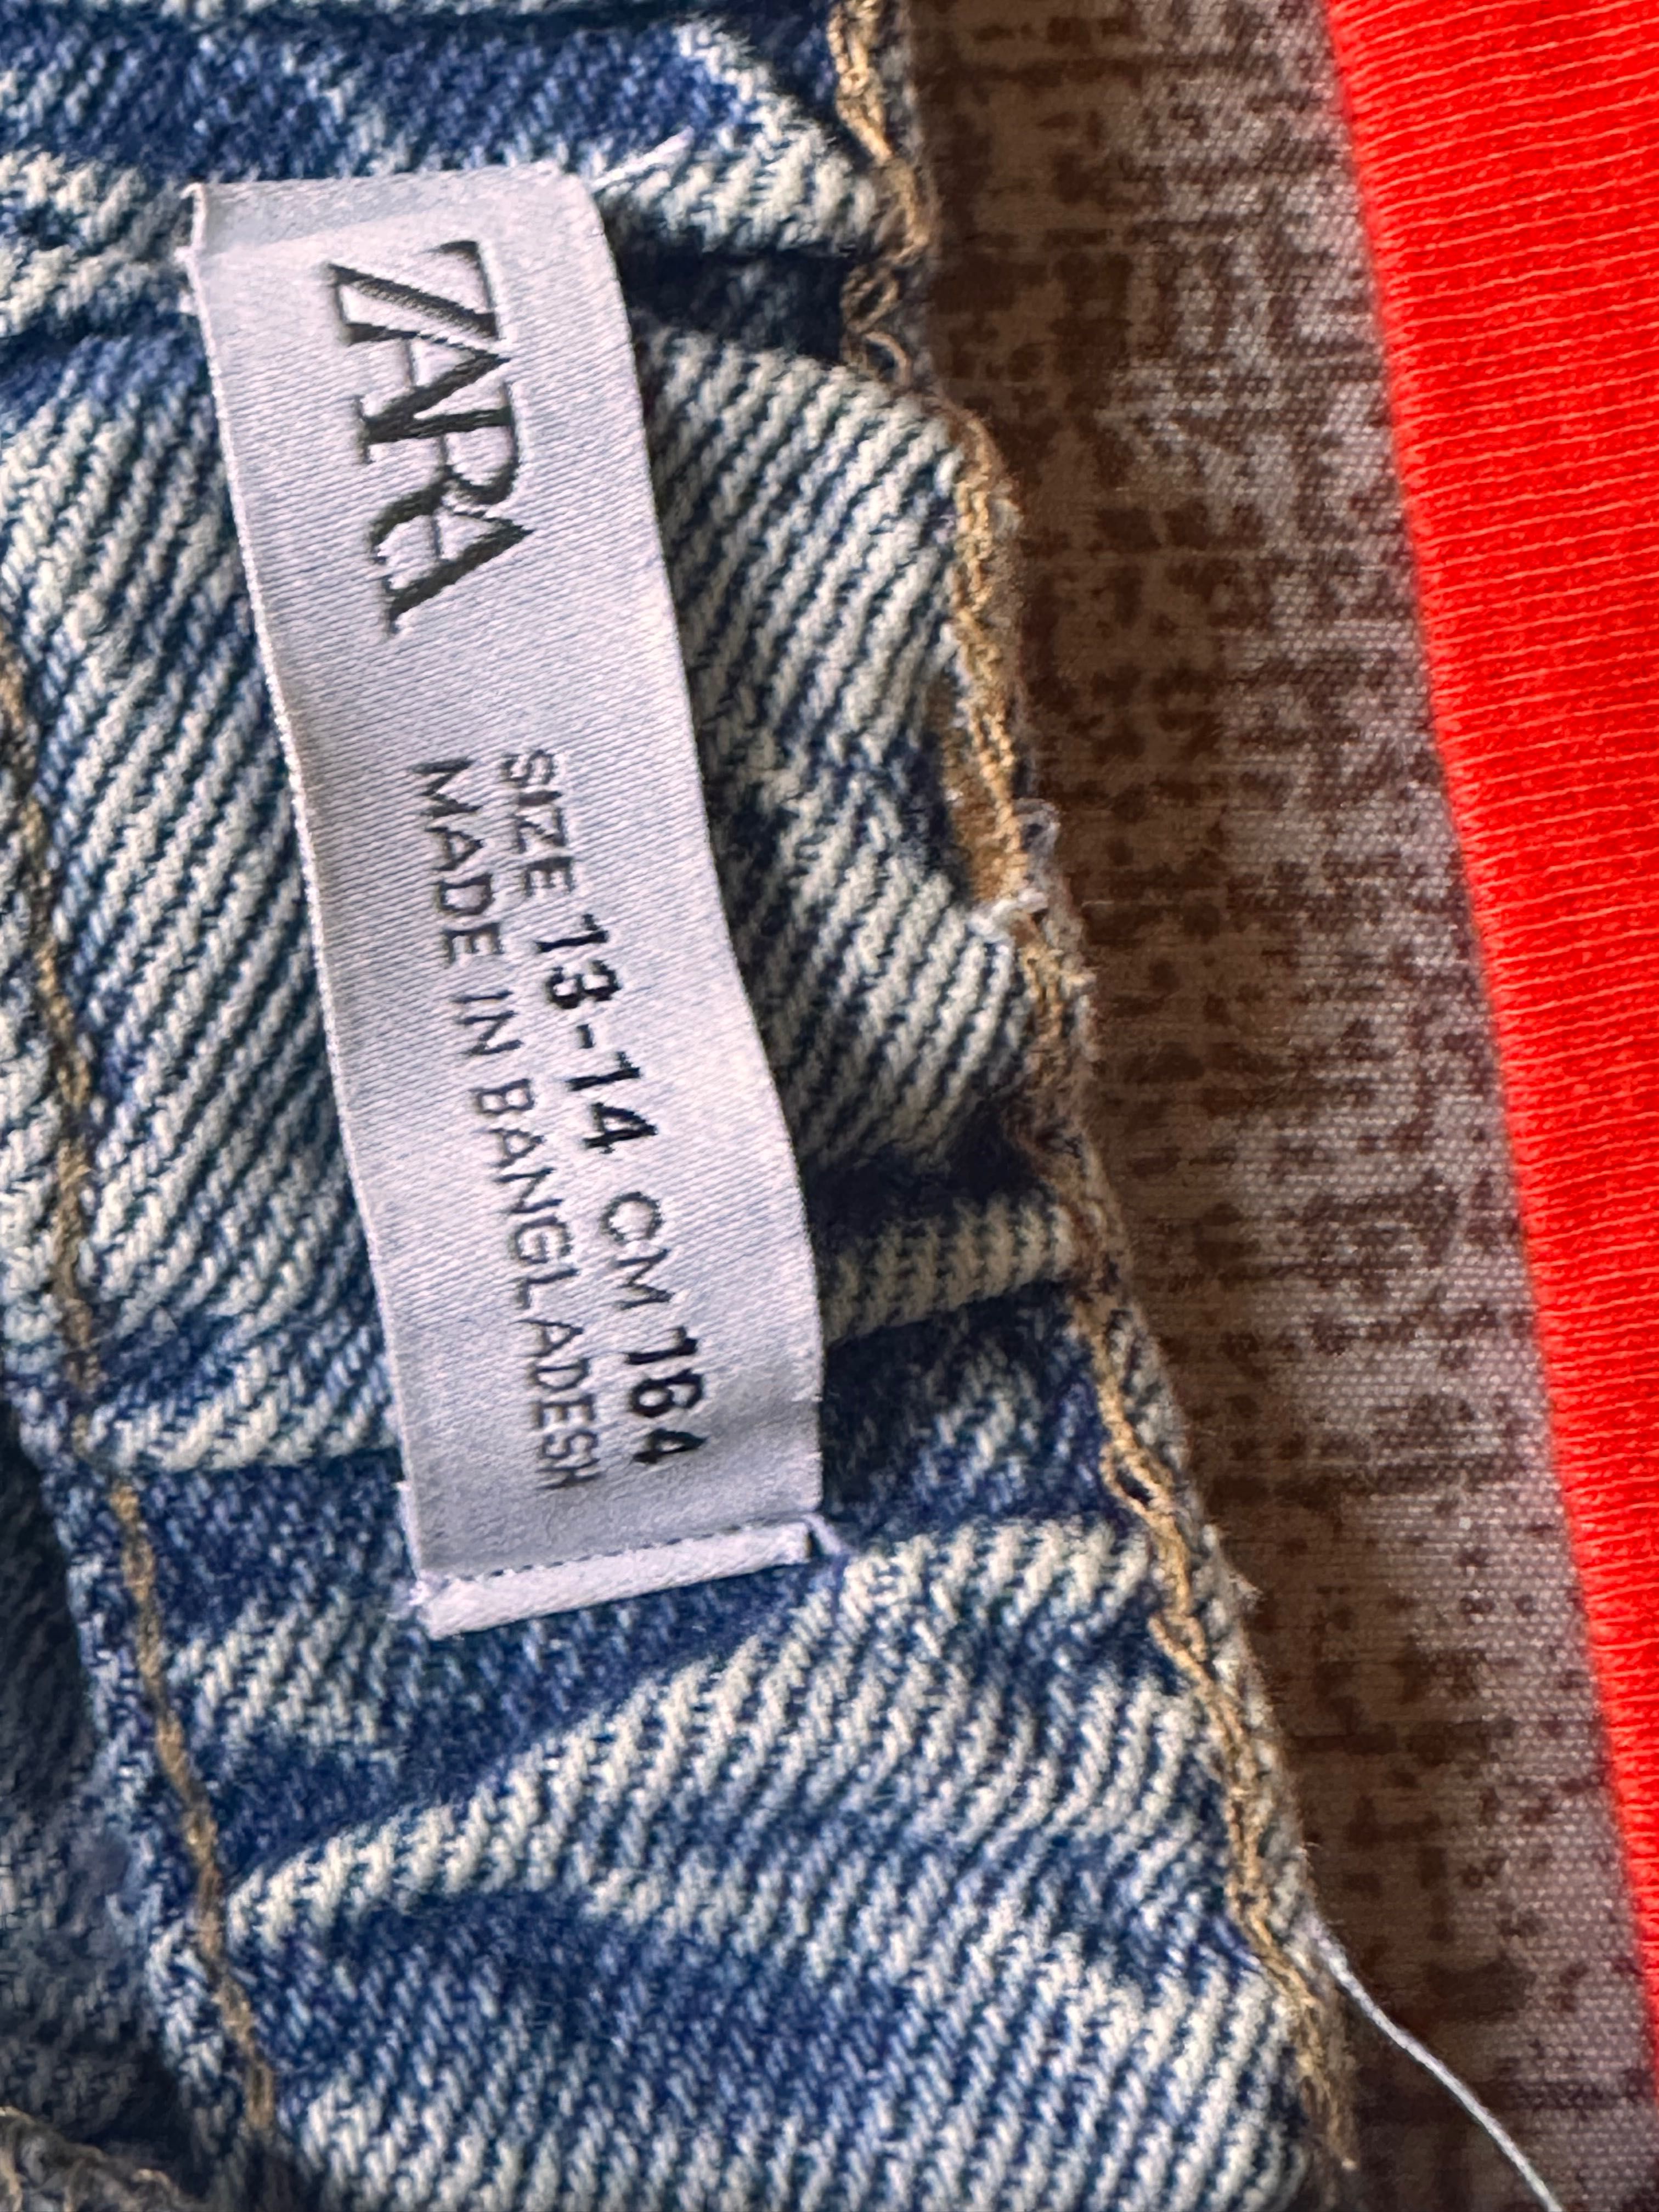 ZARA
SIZE 13-14 CM 164
MADE IN BANGLADESH